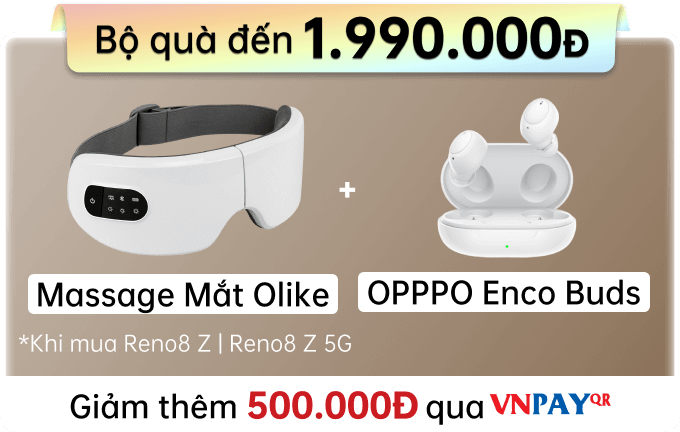 Bộ quà đến 1.990.000Đ
+
Massage Mắt Olike
OPPPO Enco Buds
*Khi mua Reno8 Z | Reno8 Z 5G
Giảm thêm 500.000Đ qua VNPAYQR